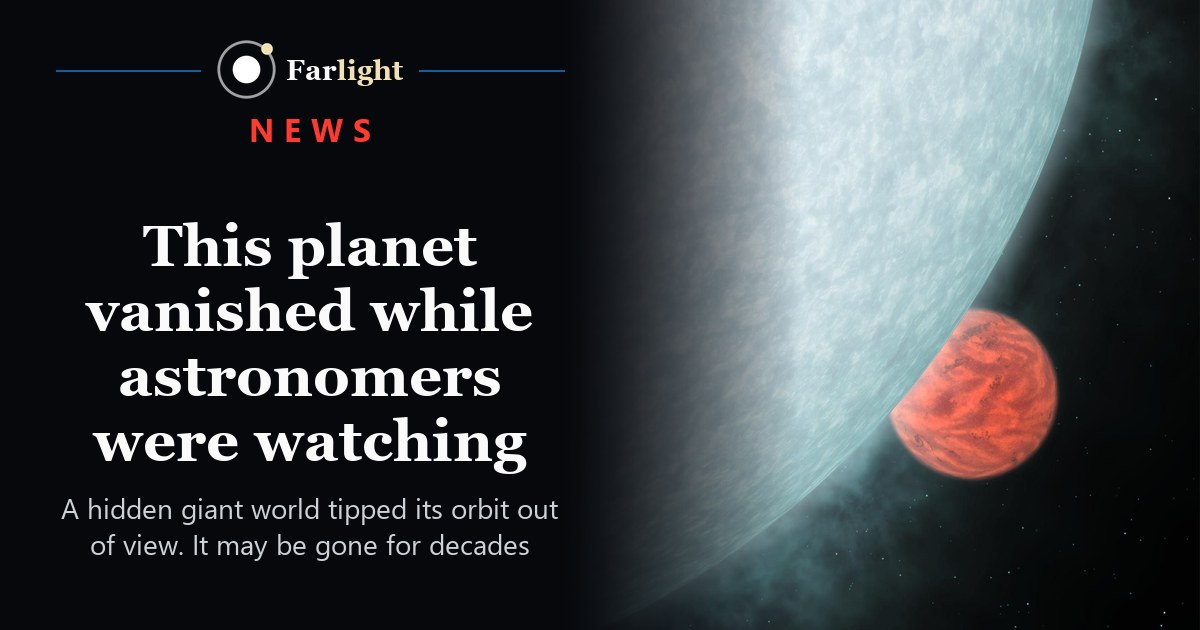 Farlight
NEWS
This planet
vanished while
astronomers
were watching
A hidden giant world tipped its orbit out
of view. It may be gone for decades